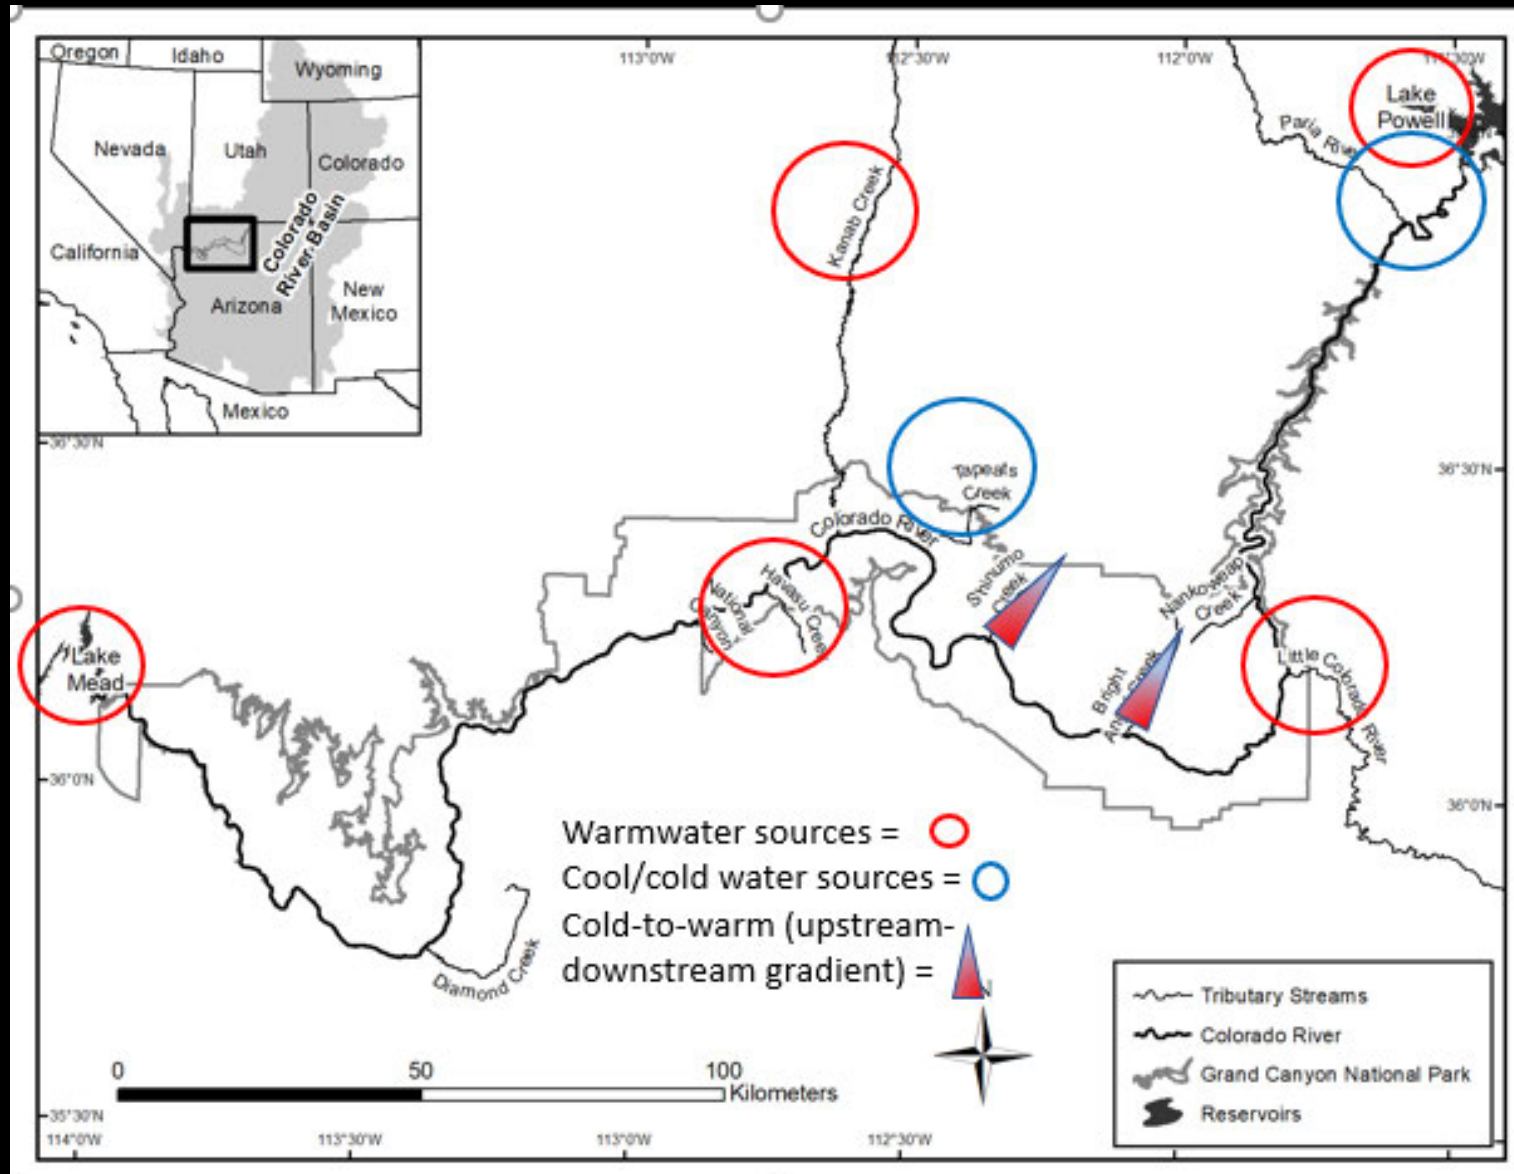 Oregon
Idaho
Wyoming
Nevada
Utah
Colorado
California
Colorado
River Basin
Arizona
New
Mexico
Mexico
113°0'W
112°30'W
112°0'W
Lake
Powell
Paria River
Kanab Creek
36°30'N
36°30'N
Tapeats
Creek
Colorado River
Shinumo
Creek
Nankoweap
Creek
Havasu Creek
National
Canyon
Lake
Mead
Bright
Little Colorado River
36°0'N
36°0'N
Diamond Creek
Warmwater sources =
Cool/cold water sources =
Cold-to-warm (upstream-
downstream gradient) =
N
0 50 100
Kilometers
Tributary Streams
Colorado River
Grand Canyon National Park
Reservoirs
35°30'N
114°0'W
113°30'W
113°0'W
112°30'W